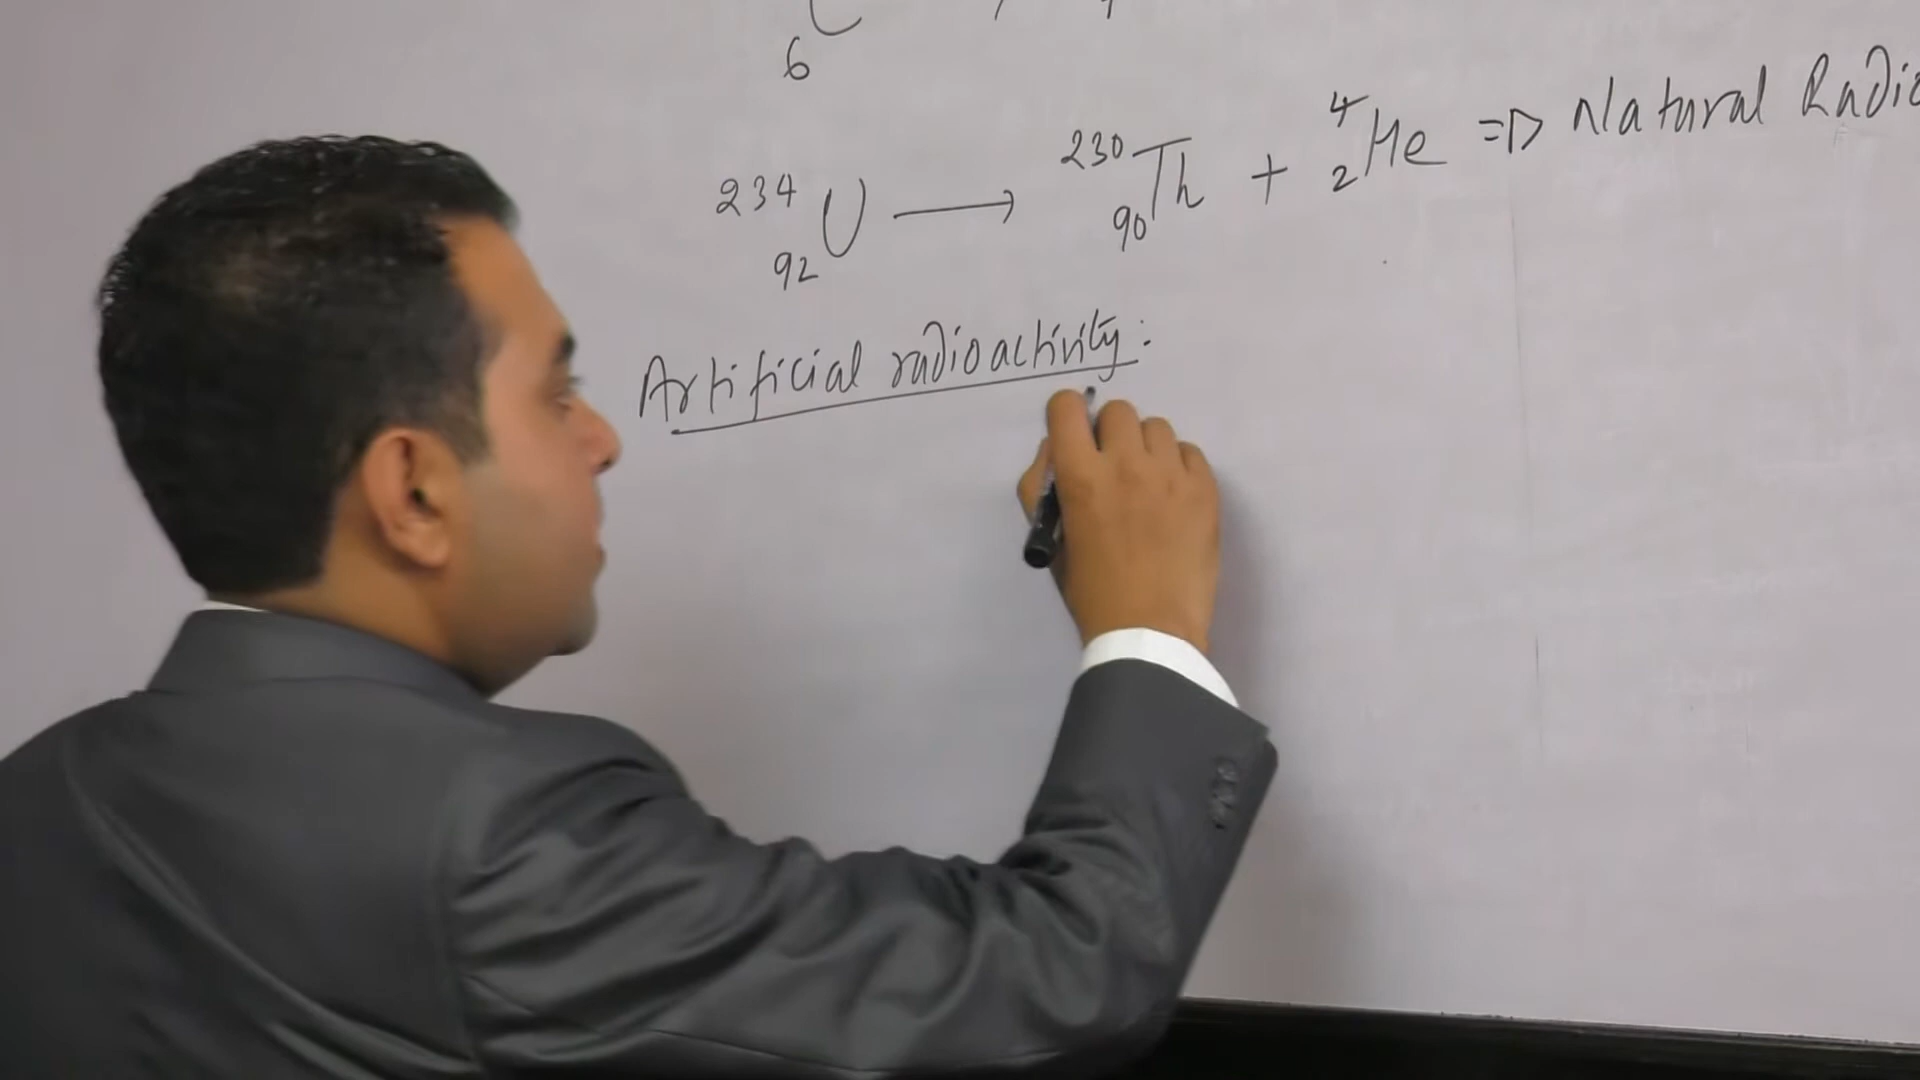 6
234 92 U → 230 90 Th + 4 2 He ⇒ Natural Radio
Artificial radioactivity: